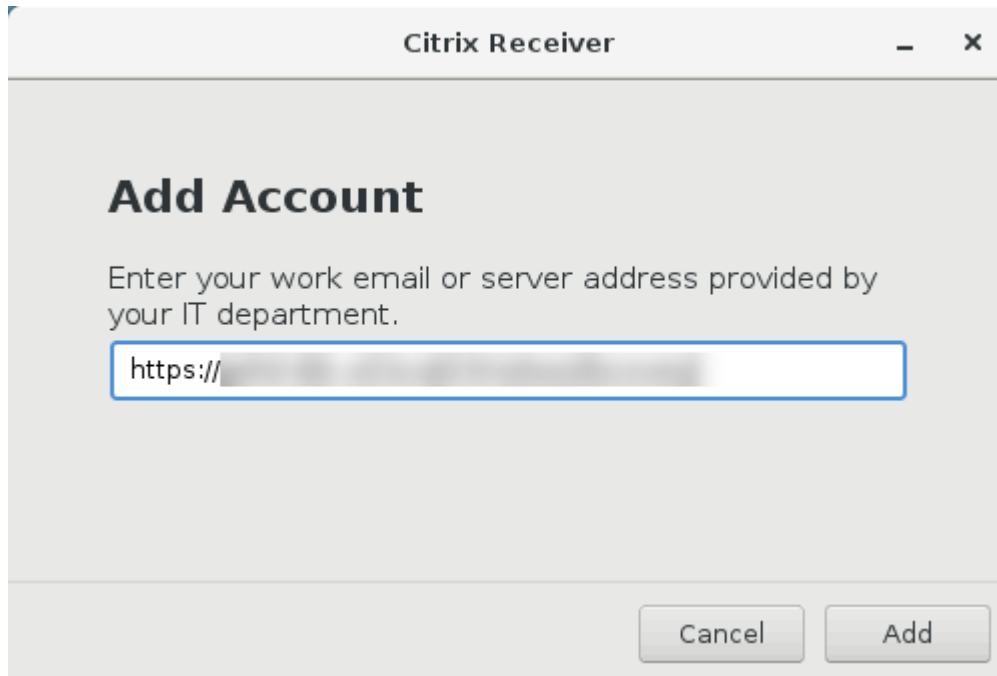 Citrix Receiver
Add Account
Enter your work email or server address provided by
your IT department.
https://
Cancel
Add